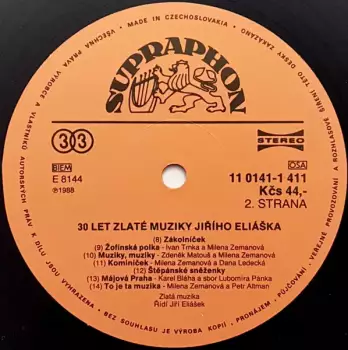 MADE IN CZECHOSLOVAKIA • VŠECHNA PRÁVA VÝROBCE A VLASTNÍKŮ AUTORSKÝCH PRÁV K DÍLU JSOU VYHRAZENA • BEZ SOUHLASU JE VÝROBA KOPIÍ, PRONÁJEM, PŮJČOVÁNÍ, VEŘEJNÉ PROVOZOVÁNÍ A ROZHLASOVÉ ŠÍŘENÍ TÉTO DESKY ZAKÁZÁNO •
SUPRAPHON
33
STEREO
BIEM
OSA
E 8144
11 0141-1 411
Ⓟ1988
Kčs 44,-
2. STRANA
30 LET ZLATÉ MUZIKY JIŘÍHO ELIÁŠKA
(8) Zákolníček
(9) Žofínská polka - Ivan Trnka a Milena Zemanová
(10) Muziky, muziky - Zdeněk Matouš a Milena Zemanová
(11) Kominíček - Milena Zemanová a Dana Ledecká
(12) Štěpánské sněženky
(13) Májová Praha - Karel Bláha a sbor Lubomíra Pánka
(14) To je ta muzika - Milena Zemanová a Petr Altman
Zlatá muzika
Řídí Jiří Eliášek